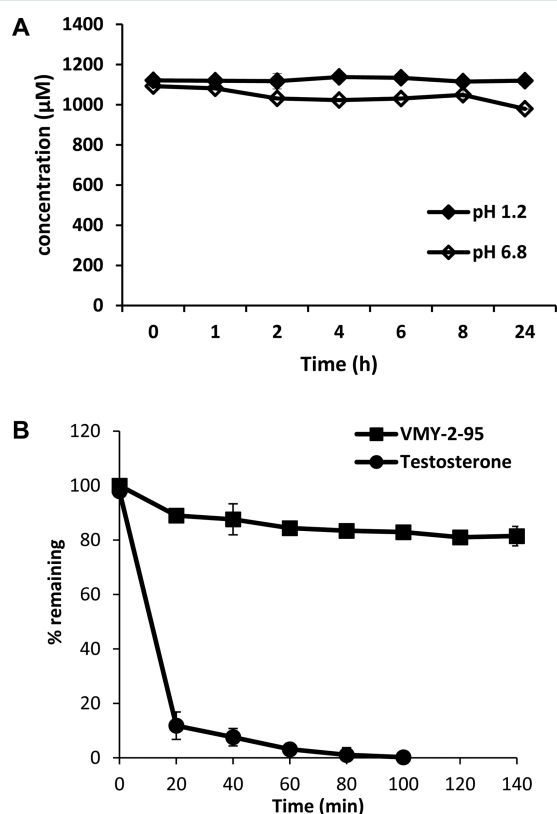 A
1400
1200
1000
800
600
400
200
0
concentration (µM)
pH 1.2
pH 6.8
0 1 2 4 6 8 24
Time (h)
B
120
100
80
60
40
20
0
% remaining
VMY-2-95
Testosterone
0 20 40 60 80 100 120 140
Time (min)